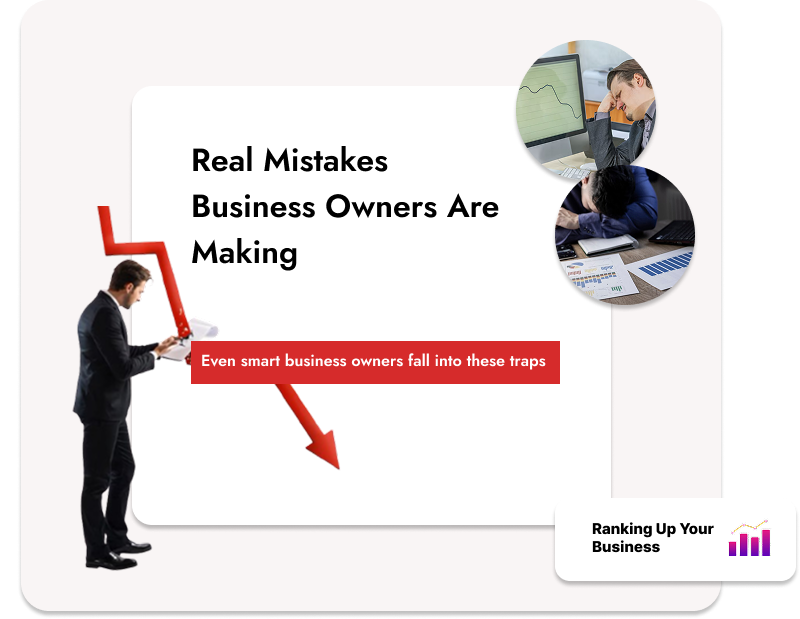 Real Mistakes
Business Owners Are
Making
Even smart business owners fall into these traps
Ranking Up Your
Business